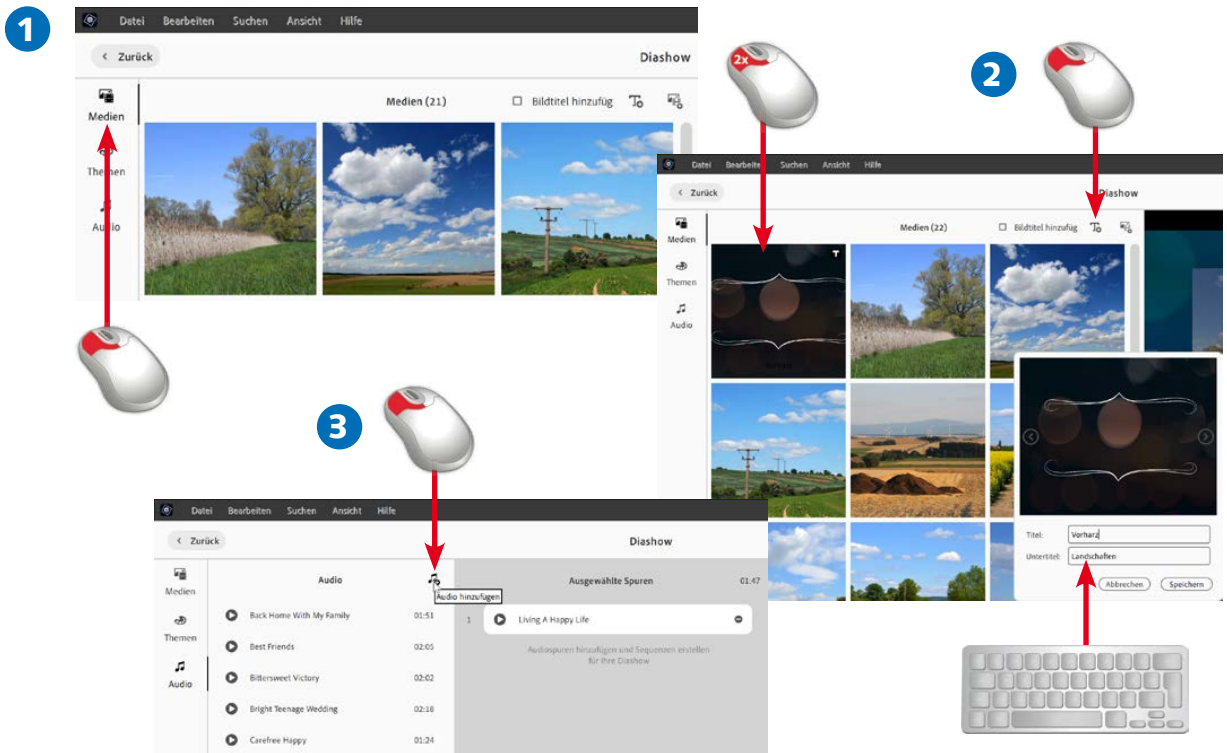 1
Datei Bearbeiten Suchen Ansicht Hilfe
< Zurück
Diashow
Medien
Themen
Audio
Medien (21)
Bildtitel hinzufüg
2x
2
Datei Bearbeiten Suchen Ansicht Hilfe
< Zurück
Diashow
Medien
Themen
Audio
Medien (22)
Bildtitel hinzufüg
Titel: Vorharz
Untertitel: Landschaften
Abbrechen Speichern
3
Datei Bearbeiten Suchen Ansicht Hilfe
< Zurück
Diashow
Medien
Themen
Audio
Audio
Audio hinzufügen
Back Home With My Family 01:51
Best Friends 02:05
Bittersweet Victory 02:02
Bright Teenage Wedding 02:18
Carefree Happy 01:24
Ausgewählte Spuren 01:47
1 Living A Happy Life
Audiospuren hinzufügen und Sequenzen erstellen
für Ihre Diashow